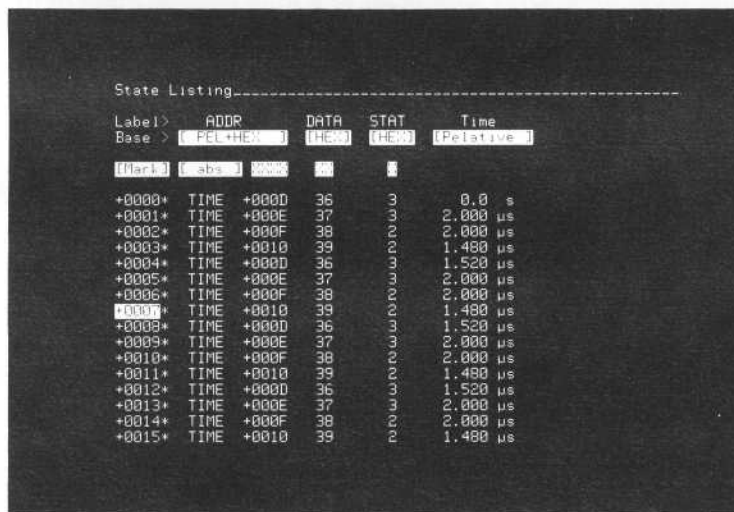 State Listing
Label> ADDR DATA STAT Time
Base > [ REL+HEX ] [HEX] [HEX] [Relative ]
[Mark] [ abs ] XXXX XX X
+0000* TIME +000D 36 3 0.0 s
+0001* TIME +000E 37 3 2.000 µs
+0002* TIME +000F 38 2 2.000 µs
+0003* TIME +0010 39 2 1.480 µs
+0004* TIME +000D 36 3 1.520 µs
+0005* TIME +000E 37 3 2.000 µs
+0006* TIME +000F 38 2 2.000 µs
+0007* TIME +0010 39 2 1.480 µs
+0008* TIME +000D 36 3 1.520 µs
+0009* TIME +000E 37 3 2.000 µs
+0010* TIME +000F 38 2 2.000 µs
+0011* TIME +0010 39 2 1.480 µs
+0012* TIME +000D 36 3 1.520 µs
+0013* TIME +000E 37 3 2.000 µs
+0014* TIME +000F 38 2 2.000 µs
+0015* TIME +0010 39 2 1.480 µs